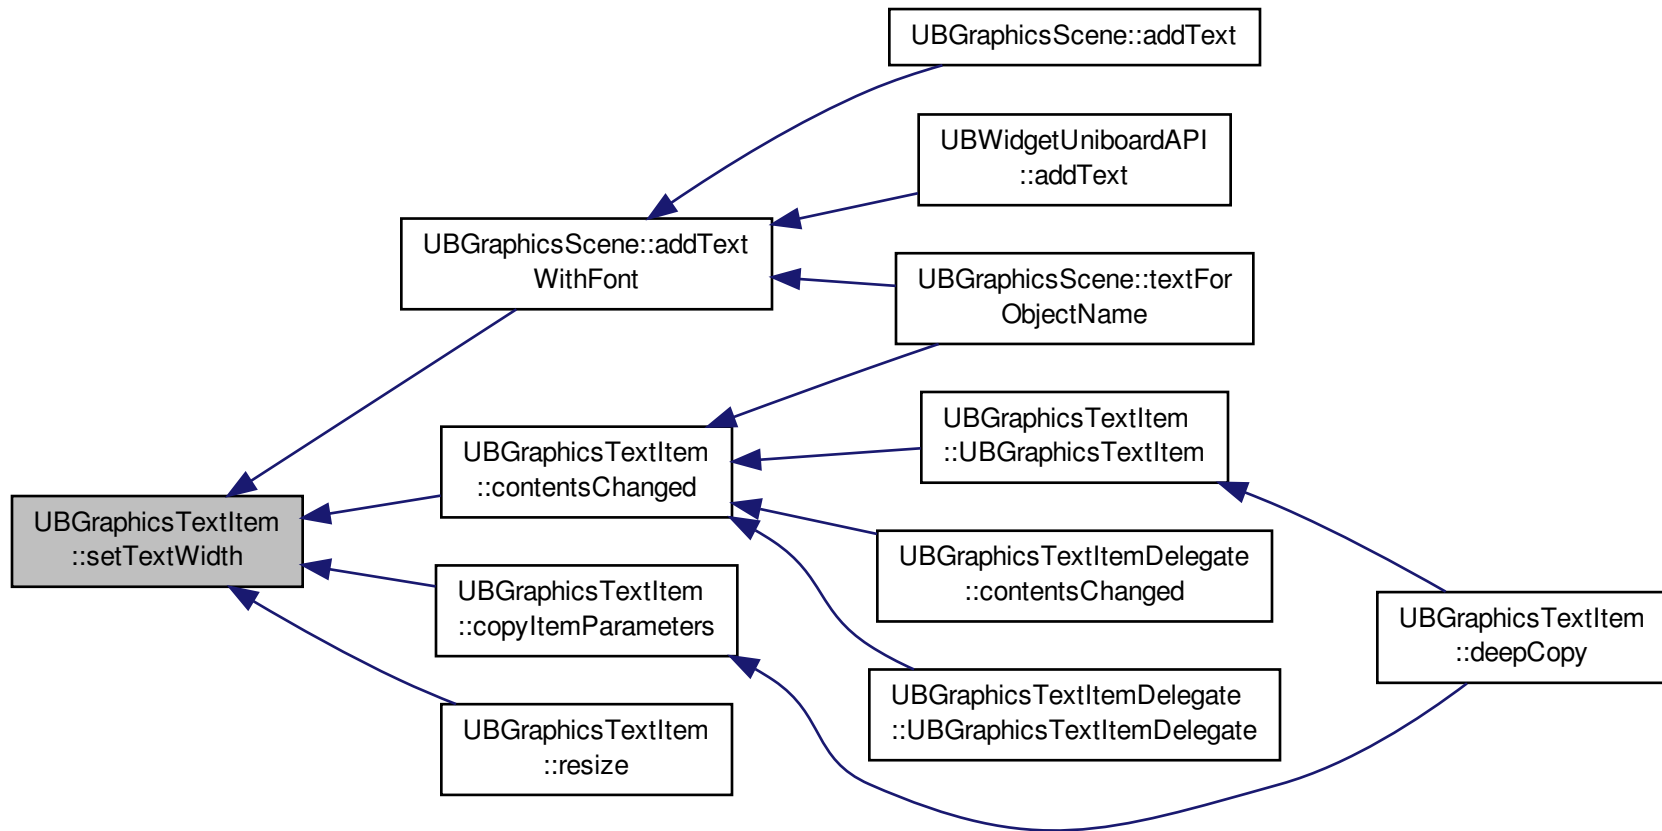 UBGraphicsScene::addText
UBWidgetUniboardAPI
::addText
UBGraphicsScene::addText
WithFont
UBGraphicsScene::textFor
ObjectName
UBGraphicsTextItem
::UBGraphicsTextItem
UBGraphicsTextItem
::contentsChanged
UBGraphicsTextItem
::setTextWidth
UBGraphicsTextItemDelegate
::contentsChanged
UBGraphicsTextItem
::copyItemParameters
UBGraphicsTextItem
::deepCopy
UBGraphicsTextItemDelegate
::UBGraphicsTextItemDelegate
UBGraphicsTextItem
::resize